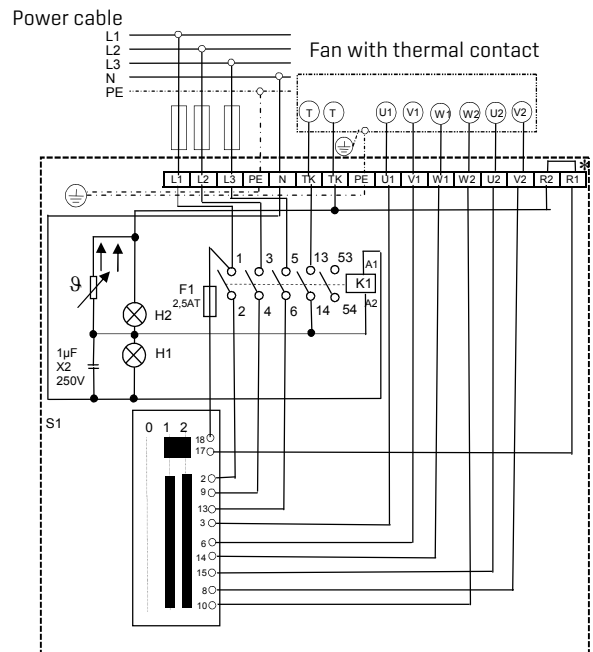 Power cable
L1
L2
L3
N
PE
Fan with thermal contact
T T U1 V1 W1 W2 U2 V2
*
L1 L2 L3 PE N TK TK PE U1 V1 W1 W2 U2 V2 R2 R1
1 3 5 13 53
A1
K1
A2
F1
2,5AT
2 4 6 14 54
ϑ
H2
H1
1µF
X2
250V
S1
0 1 2
18
17
2
9
13
3
6
14
15
8
10